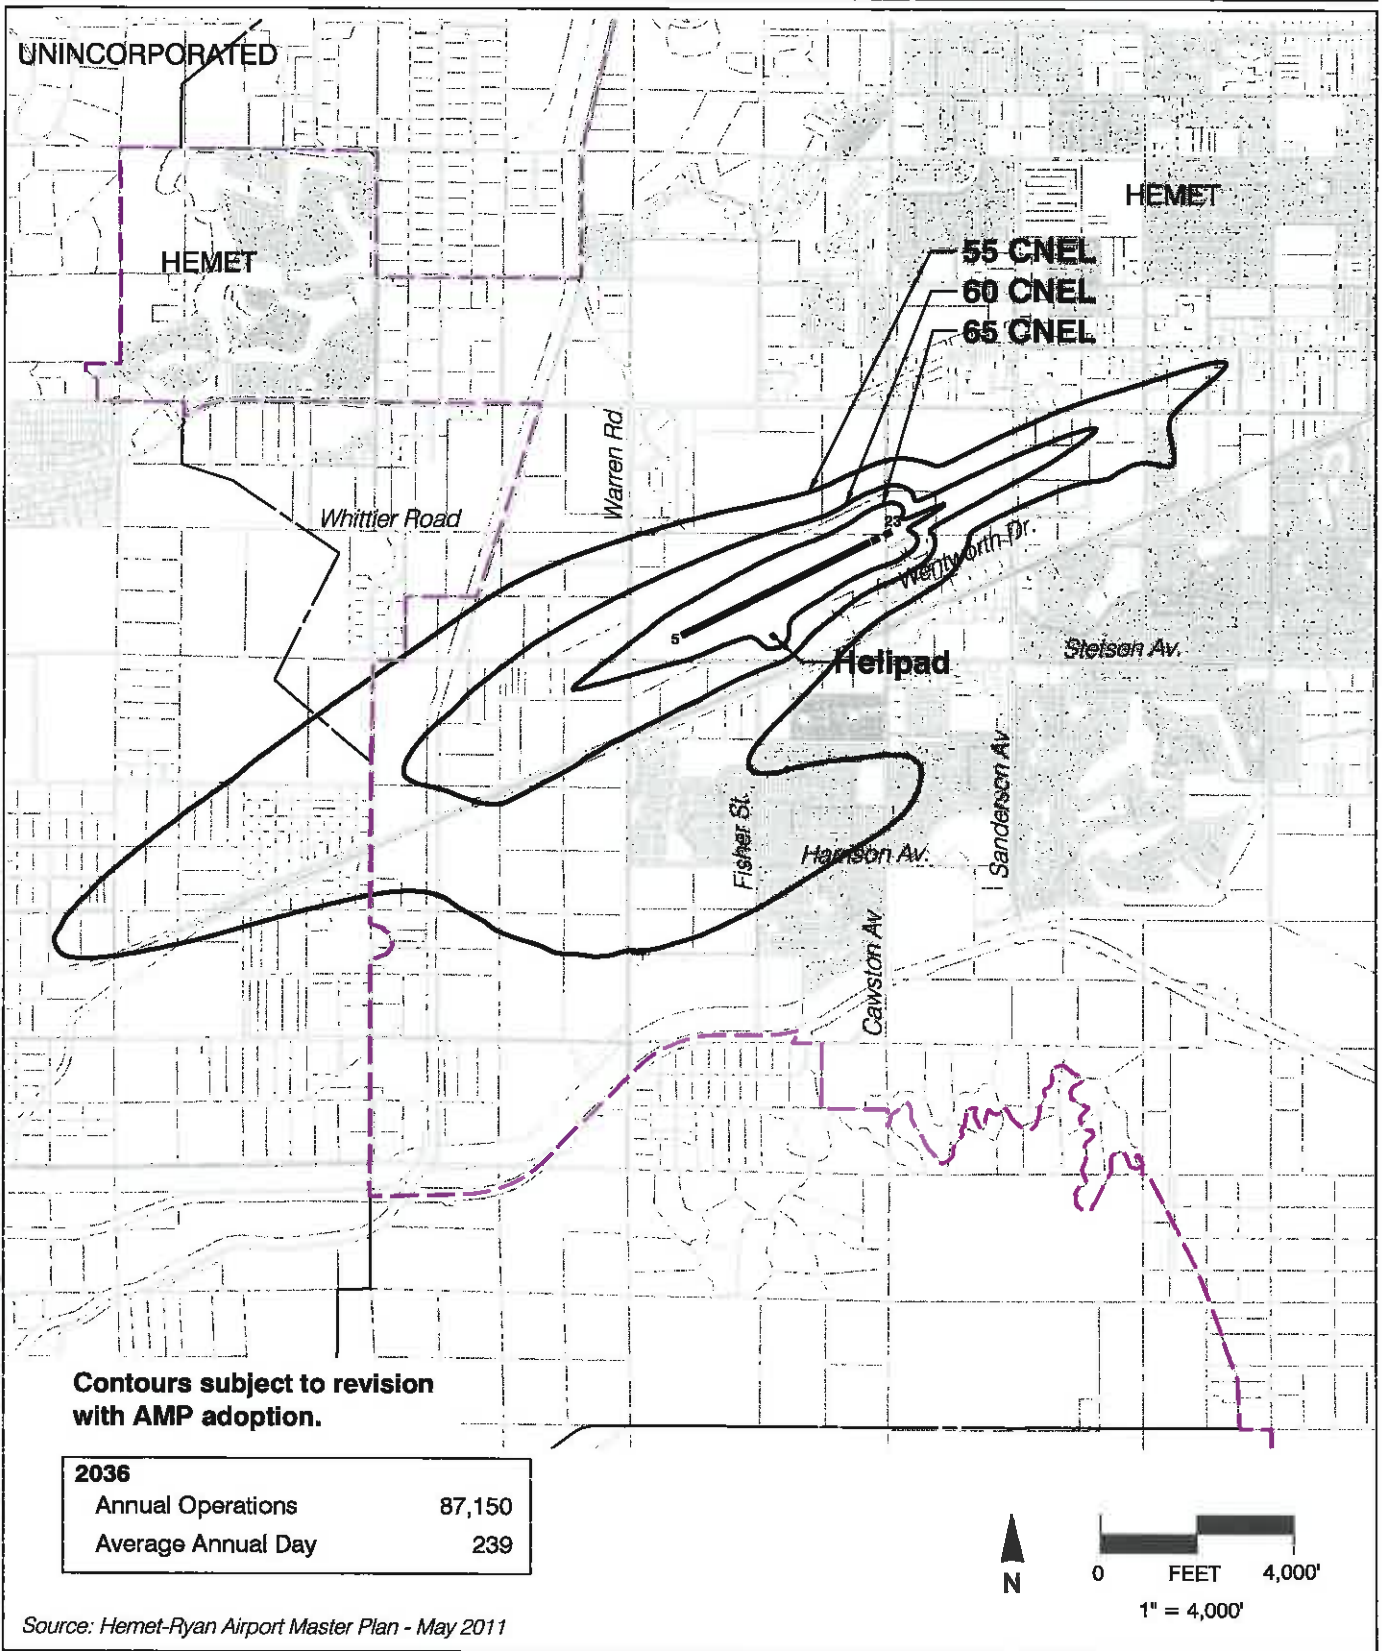 UNINCORPORATED
HEMET
HEMET
55 CNEL
60 CNEL
65 CNEL
Warren Rd
Whittier Road
23
Wentworth Dr.
5
Helipad
Stetson Av.
Sanderson Av
Fisher St.
Harrison Av.
Cawston Av
Contours subject to revision
with AMP adoption.
2036
Annual Operations 87,150
Average Annual Day 239
N
0 FEET 4,000'
1" = 4,000'
Source: Hemet-Ryan Airport Master Plan - May 2011